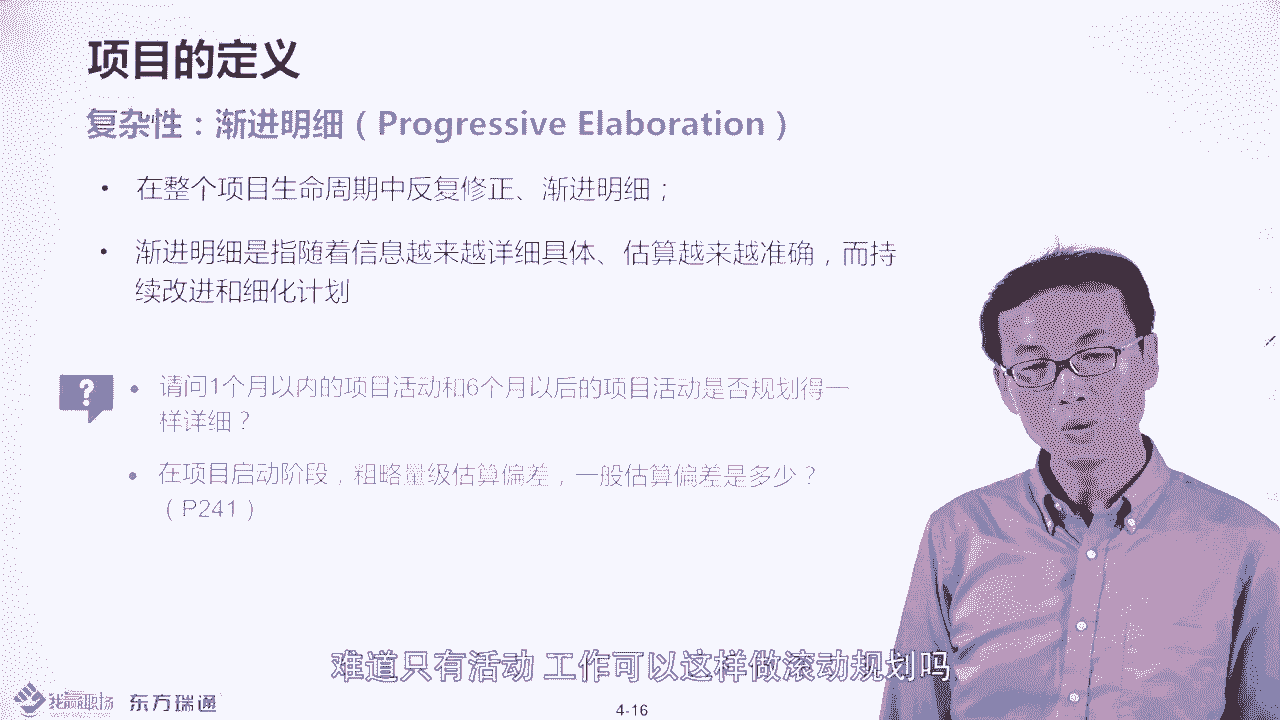 项目的定义
复杂性：渐进明细（Progressive Elaboration）
• 在整个项目生命周期中反复修正、渐进明细；
• 渐进明细是指随着信息越来越详细具体、估算越来越准确，而持
续改进和细化计划
?
• 请问1个月以内的项目活动和6个月以后的项目活动是否规划得一
样详细？
• 在项目启动阶段，粗略量级估算偏差，一般估算偏差是多少？
（P241）
难道只有活动 工作可以这样做滚动规划吗
我赢职场 东方瑞通
4-16